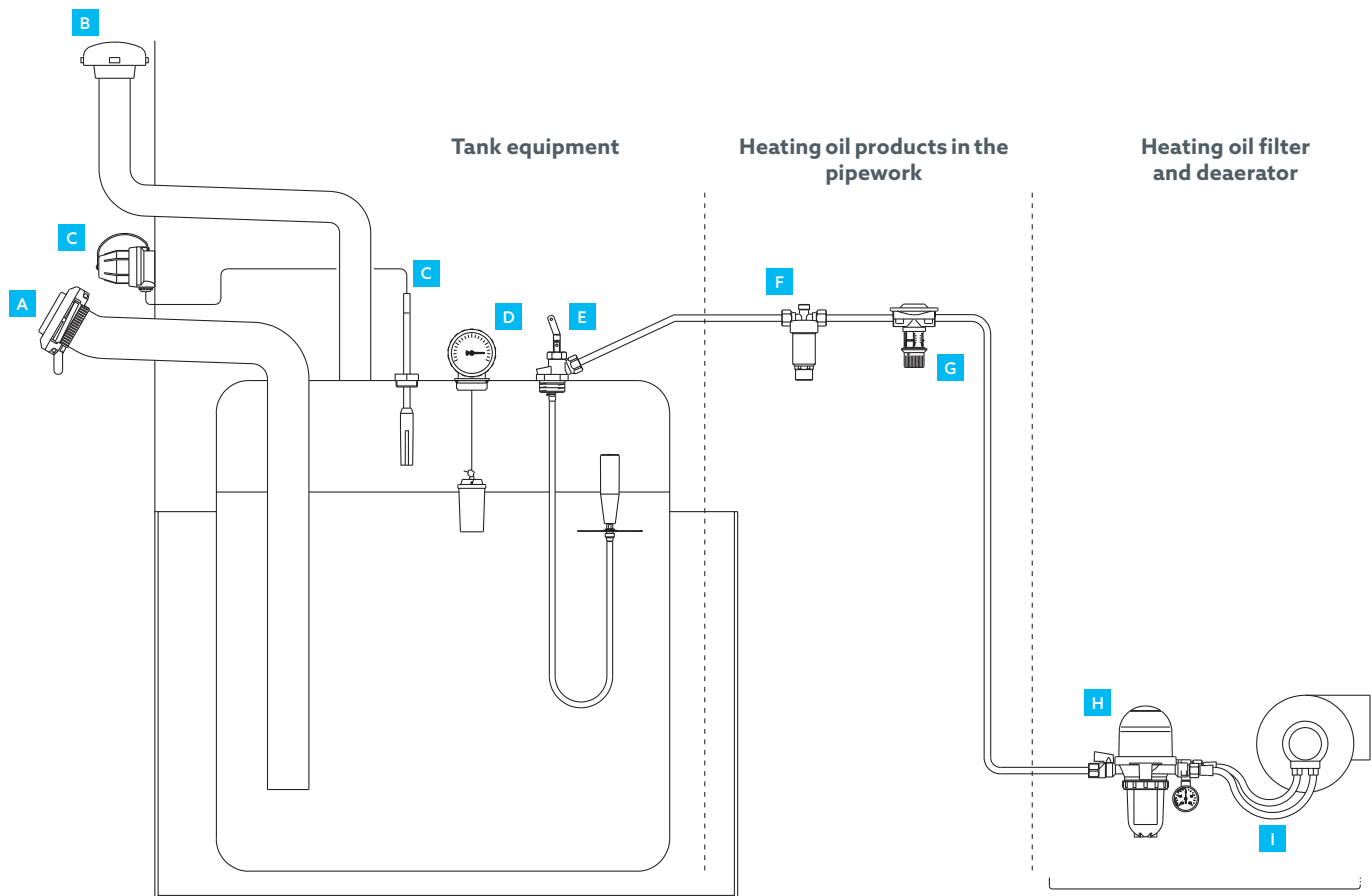 B
Tank equipment
Heating oil products in the
pipework
Heating oil filter
and deaerator
C
C
A
D
E
F
G
H
I